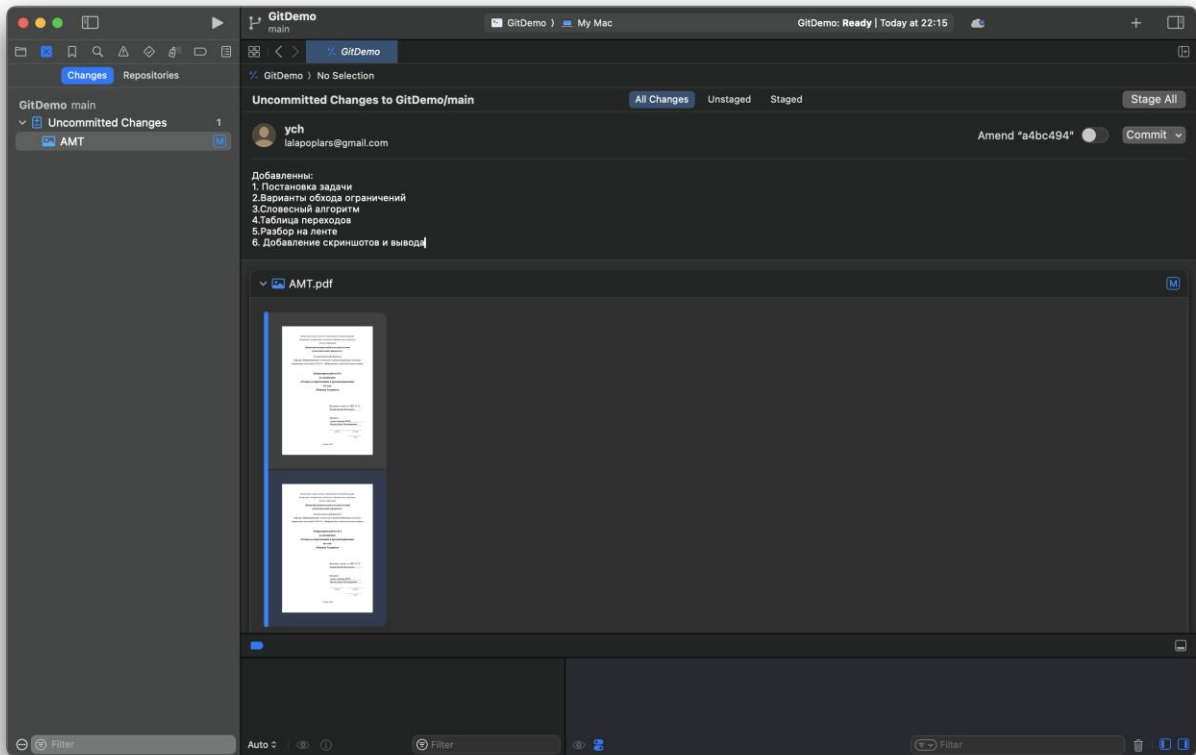 GitDemo
main
GitDemo
My Mac
GitDemo: Ready | Today at 22:15
GitDemo
Changes
Repositories
GitDemo
No Selection
GitDemo main
Uncommitted Changes
1
AMT
M
Uncommitted Changes to GitDemo/main
All Changes
Unstaged
Staged
Stage All
ych
lalapoplars@gmail.com
Amend "a4bc494"
Commit
Добавленны:
1. Постановка задачи
2.Варианты обхода ограничений
3.Словесный алгоритм
4.Таблица переходов
5.Разбор на ленте
6. Добавление скриншотов и вывода
AMT.pdf
M
Filter
Auto
Filter
Filter